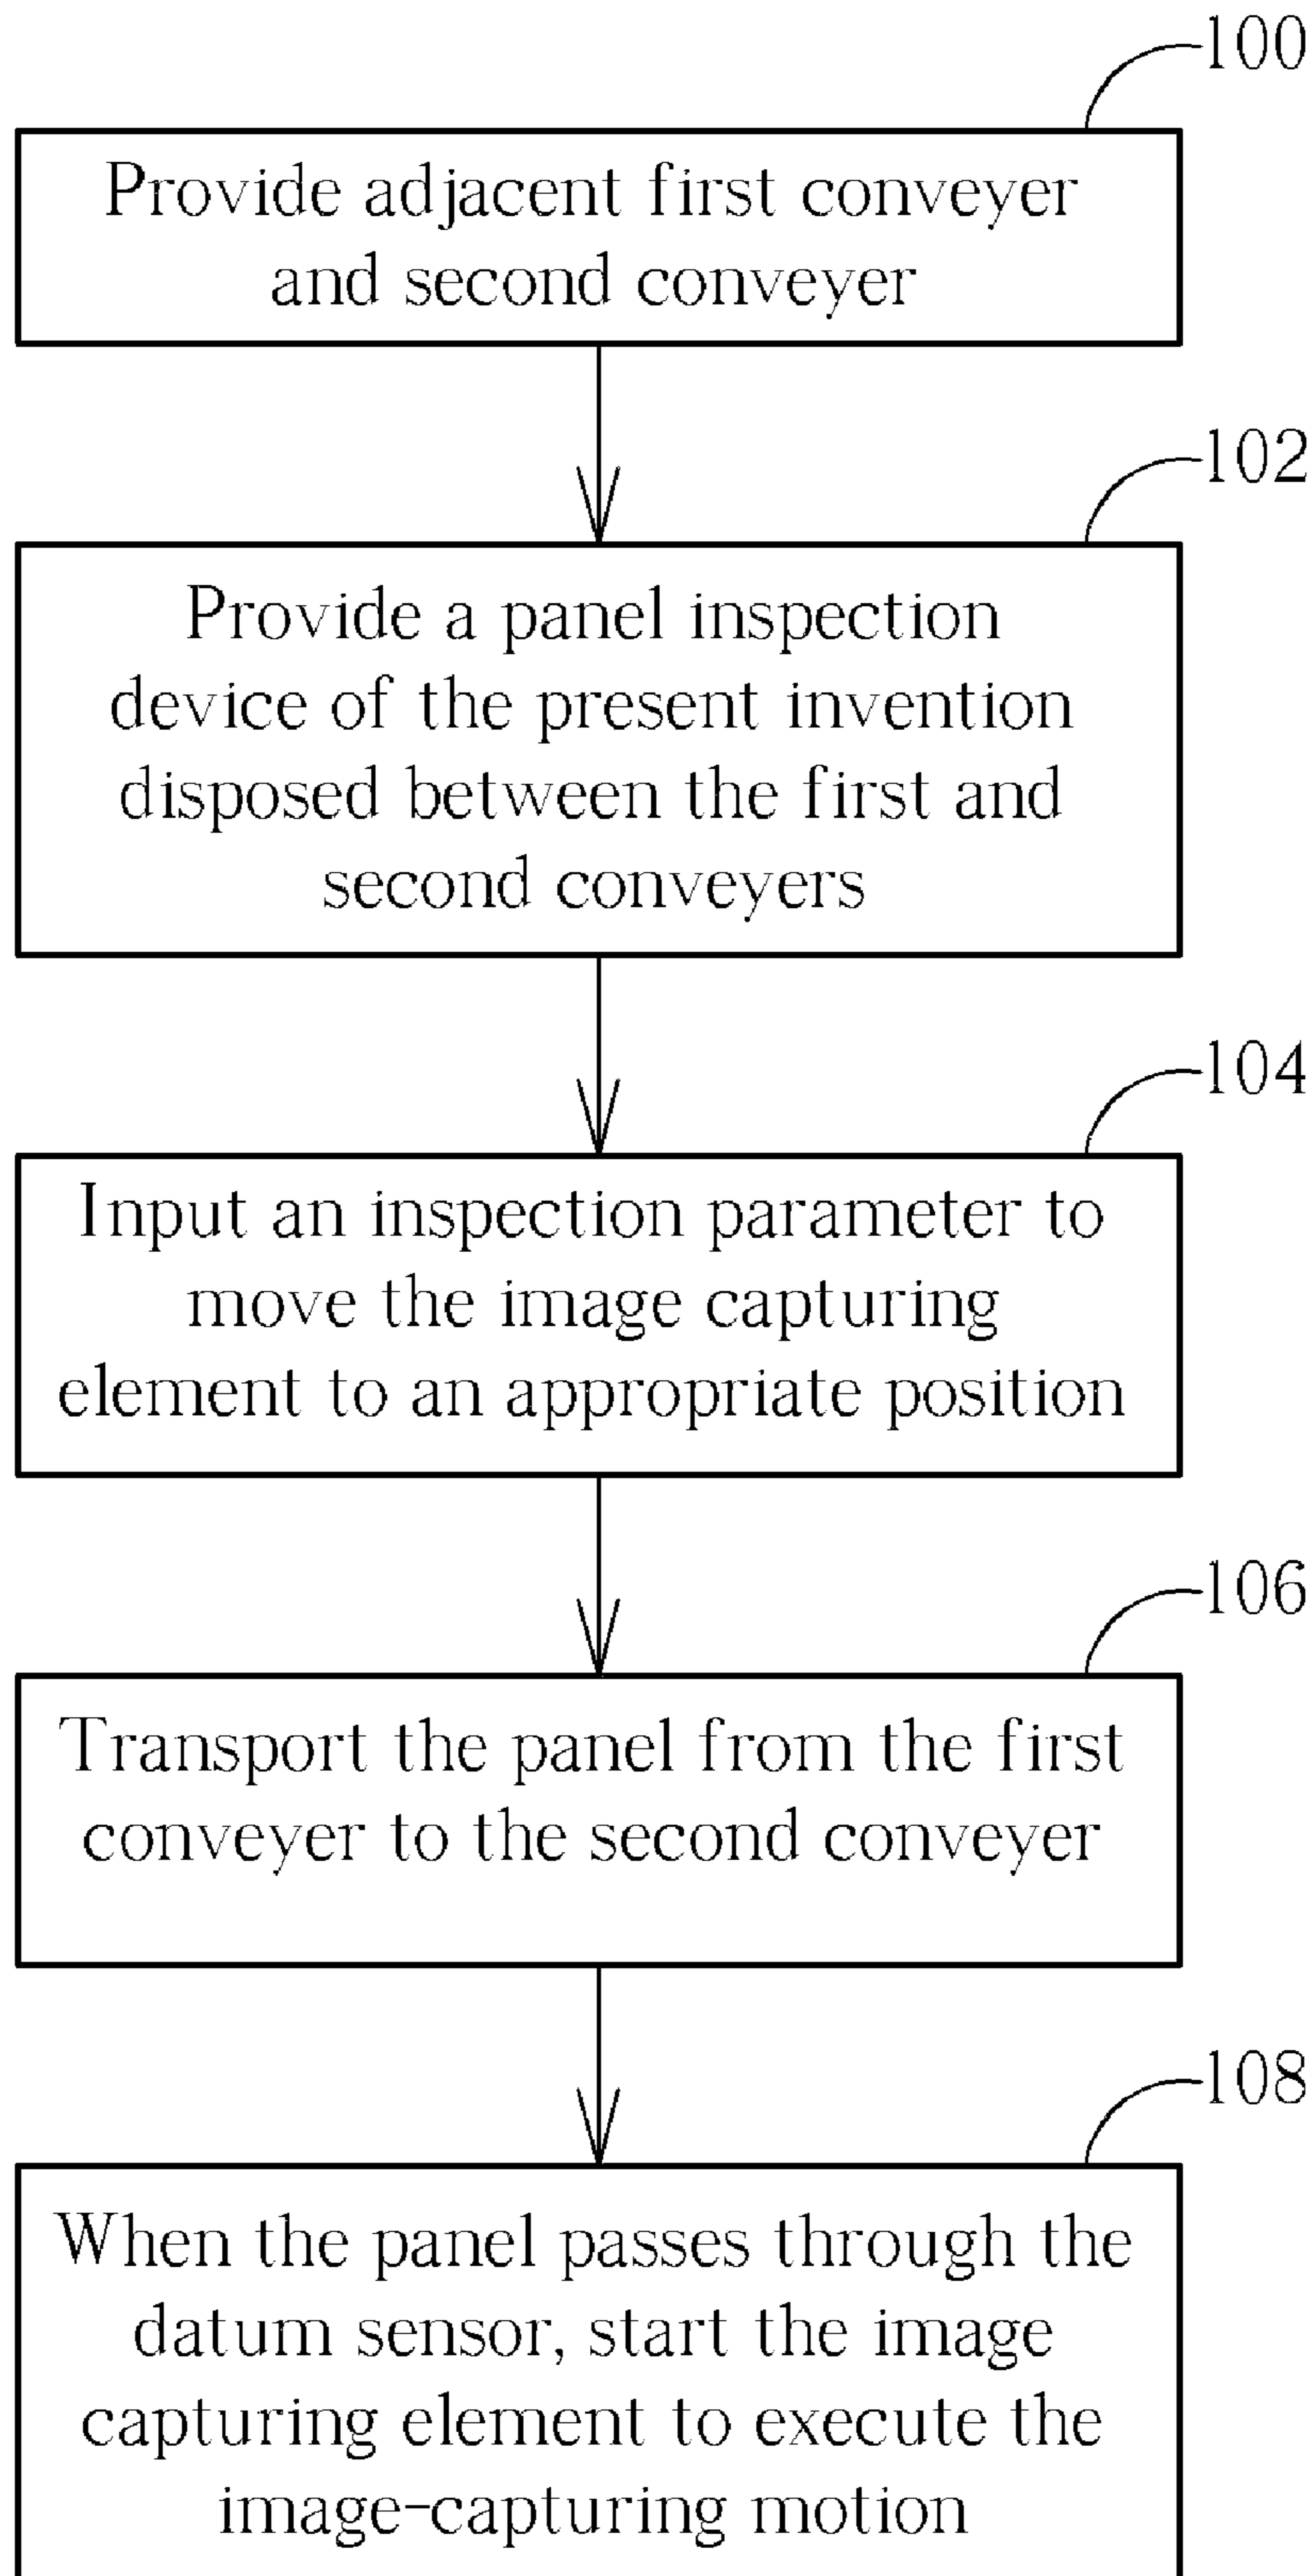 100
Provide adjacent first conveyer
and second conveyer
102
Provide a panel inspection
device of the present invention
disposed between the first and
second conveyers
104
Input an inspection parameter to
move the image capturing
element to an appropriate position
106
Transport the panel from the first
conveyer to the second conveyer
108
When the panel passes through the
datum sensor, start the image
capturing element to execute the
image-capturing motion